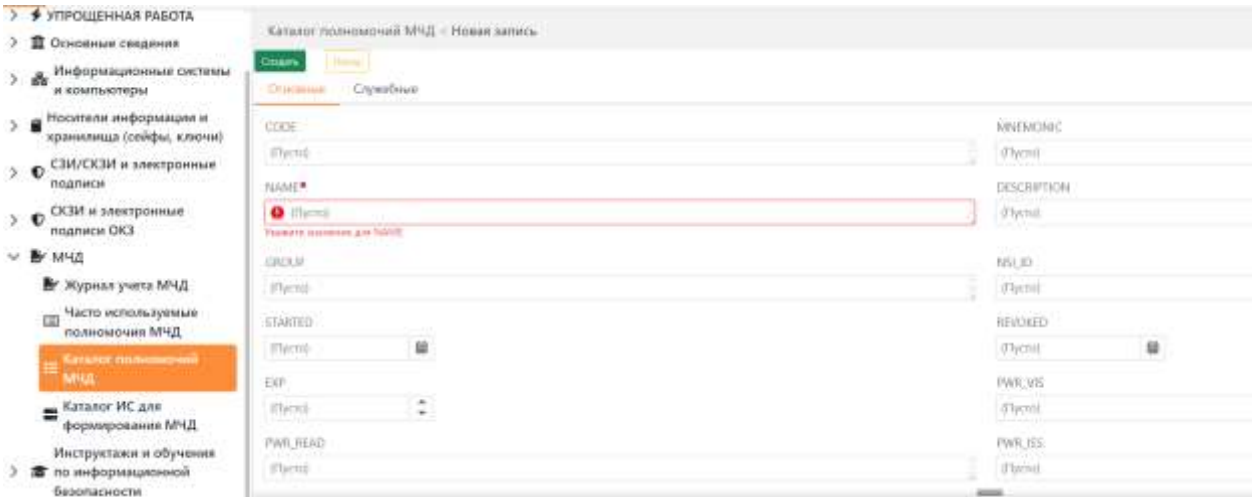 УПРОЩЕННАЯ РАБОТА
Основные сведения
Информационные системы
и компьютеры
Носители информации и
хранилища (сейфы, ключи)
СЗИ/СКЗИ и электронные
подписи
СКЗИ и электронные
подписи ОКЗ
МЧД
Журнал учета МЧД
Часто используемые
полномочия МЧД
Каталог полномочий
МЧД
Каталог ИС для
формирования МЧД
Инструктажи и обучения
по информационной
безопасности
Каталог полномочий МЧД - Новая запись
Создать
Назад
Основные Служебные
CODE MNEMONIC
(Пусто) (Пусто)
NAME* DESCRIPTION
(Пусто) (Пусто)
Укажите значение для NAME
GROUP NSI_ID
(Пусто) (Пусто)
STARTED REVOKED
(Пусто) (Пусто)
EXP PWR_VIS
(Пусто) (Пусто)
PWR_READ PWR_ISS
(Пусто) (Пусто)